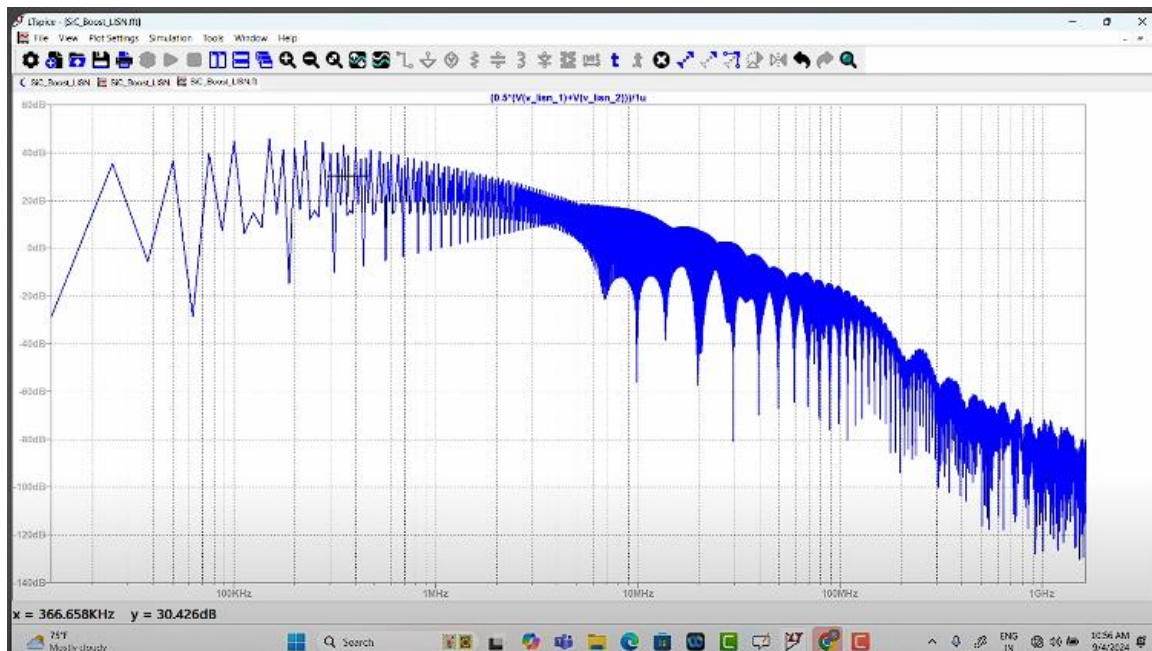 LTspice - [SiC_Boost_LISN.fft]
File View Plot Settings Simulation Tools Window Help
SiC_Boost_LISN SiC_Boost_LISN SiC_Boost_LISN.fft
(0.5*(V(v_lisn_1)+V(v_lisn_2)))/1u
60dB
40dB
20dB
0dB
-20dB
-40dB
-60dB
-80dB
-100dB
-120dB
-140dB
100KHz 1MHz 10MHz 100MHz 1GHz
x = 366.658KHz y = 30.426dB
75°F
Mostly cloudy
Search
ENG
IN
10:56 AM
9/4/2024